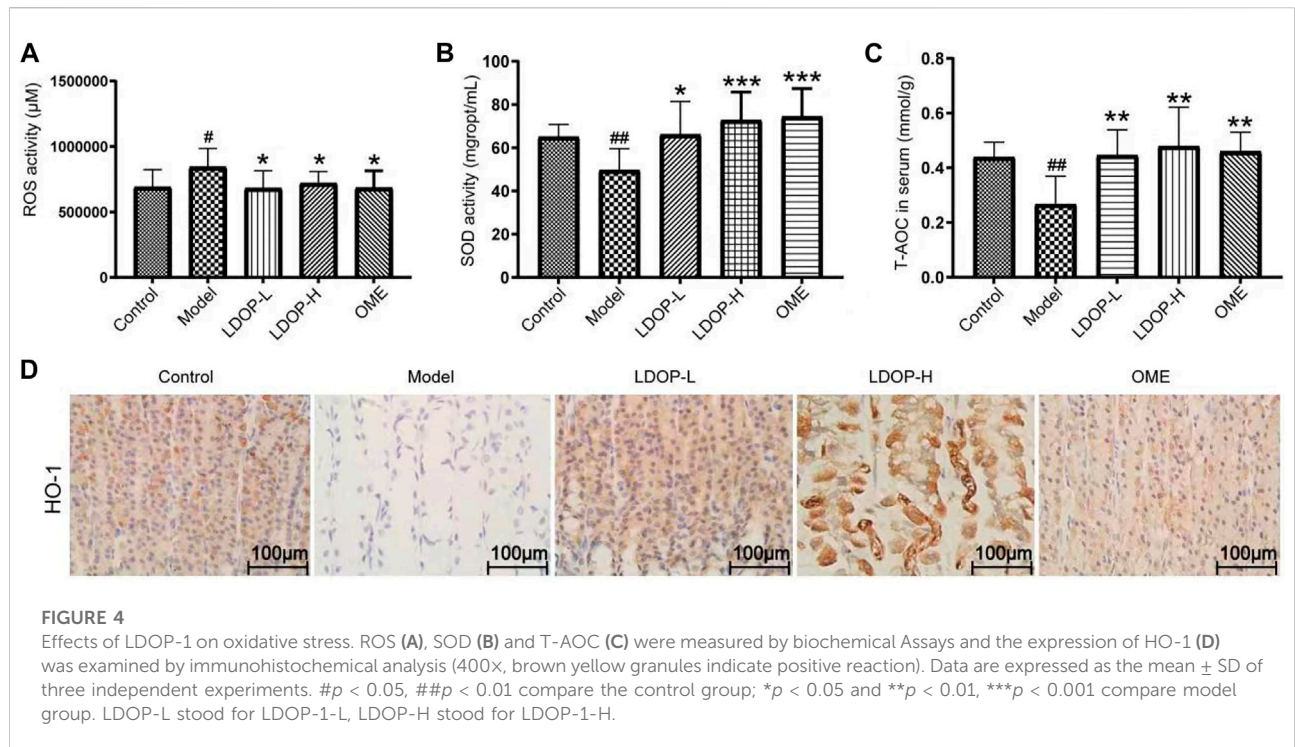 A
ROS activity (µM)
1500000
1000000
500000
0
#
*
*
*
Control
Model
LDOP-L
LDOP-H
OME
B
SOD activity (mgropt/mL)
100
80
60
40
20
0
##
*
***
***
Control
Model
LDOP-L
LDOP-H
OME
C
T-AOC in serum (mmol/g)
0.8
0.6
0.4
0.2
0.0
##
**
**
**
Control
Model
LDOP-L
LDOP-H
OME
D
Control
Model
LDOP-L
LDOP-H
OME
HO-1
100µm
100µm
100µm
100µm
100µm
FIGURE 4
Effects of LDOP-1 on oxidative stress. ROS (A), SOD (B) and T-AOC (C) were measured by biochemical Assays and the expression of HO-1 (D)
was examined by immunohistochemical analysis (400×, brown yellow granules indicate positive reaction). Data are expressed as the mean ± SD of
three independent experiments. #p < 0.05, ##p < 0.01 compare the control group; *p < 0.05 and **p < 0.01, ***p < 0.001 compare model
group. LDOP-L stood for LDOP-1-L, LDOP-H stood for LDOP-1-H.